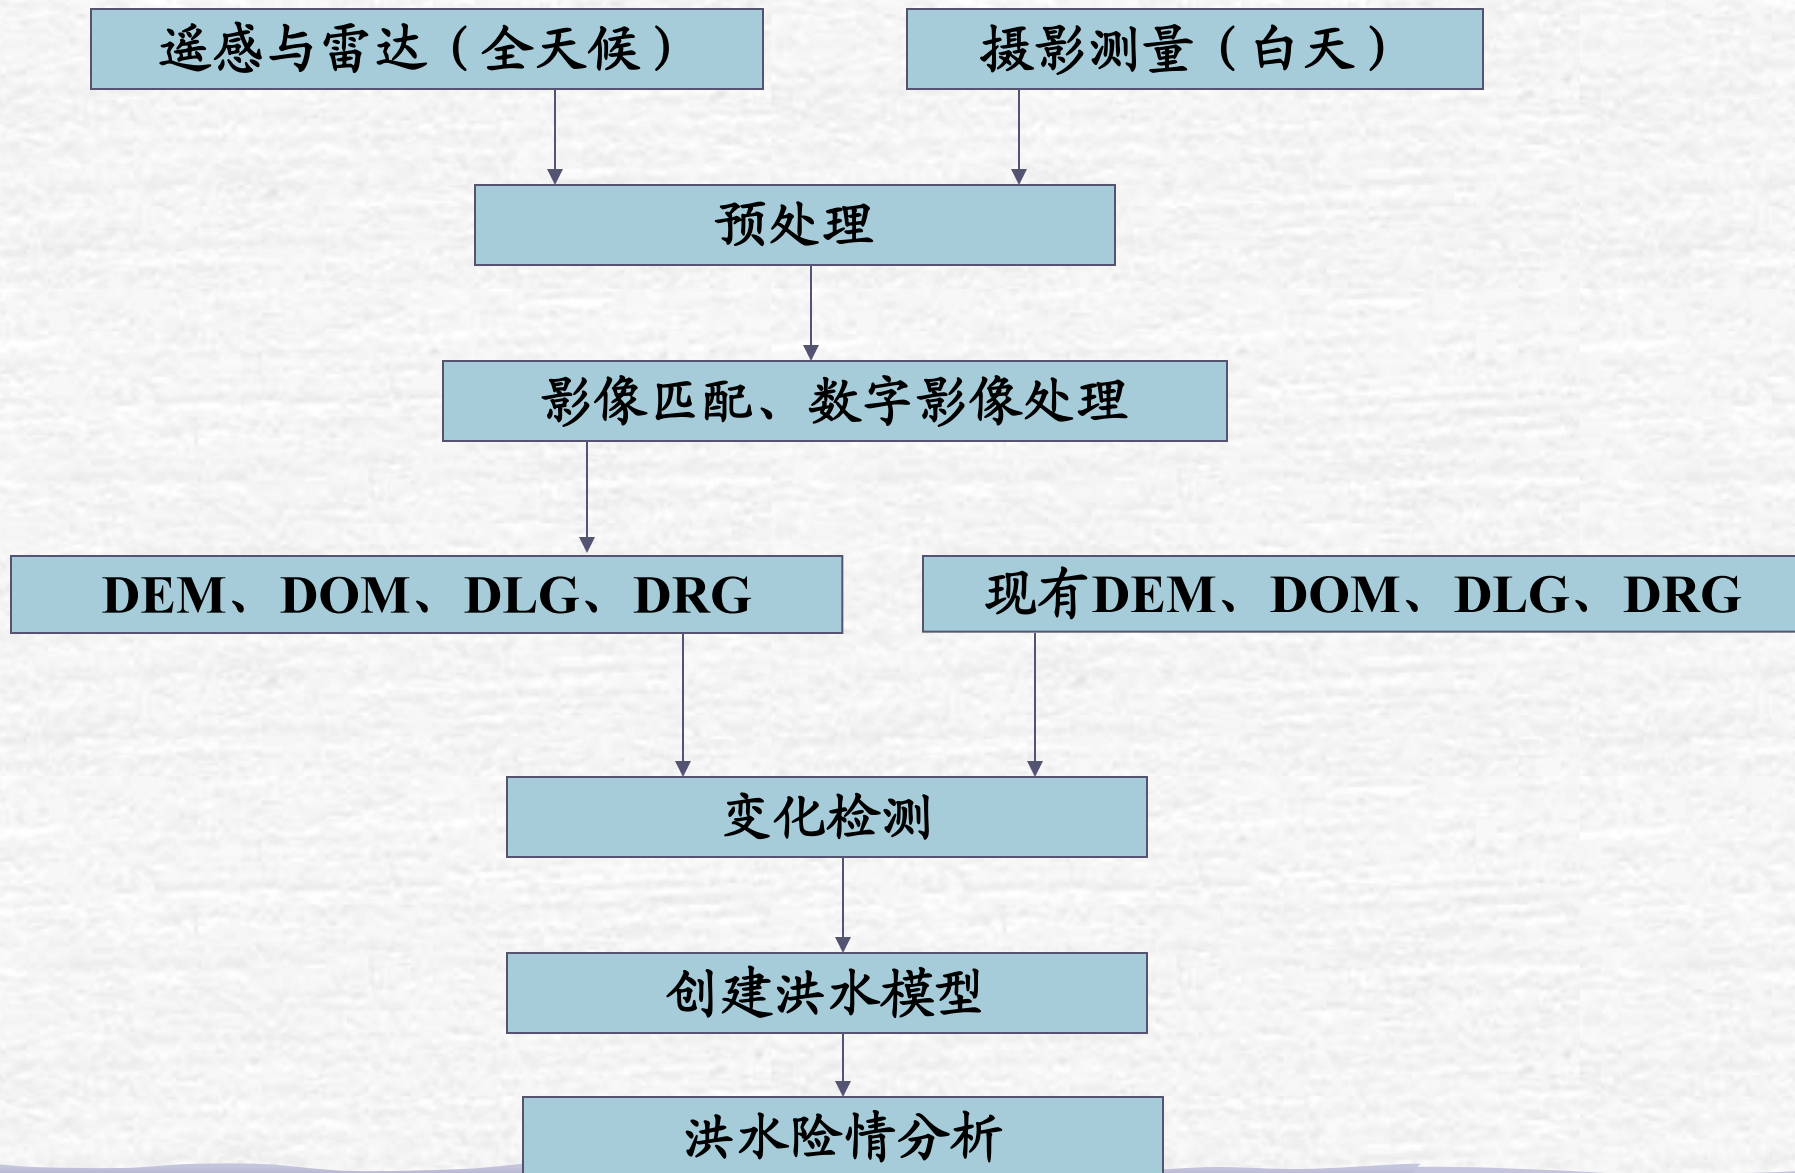 遥感与雷达（全天候）
摄影测量（白天）
预处理
影像匹配、数字影像处理
DEM、DOM、DLG、DRG
现有DEM、DOM、DLG、DRG
变化检测
创建洪水模型
洪水险情分析